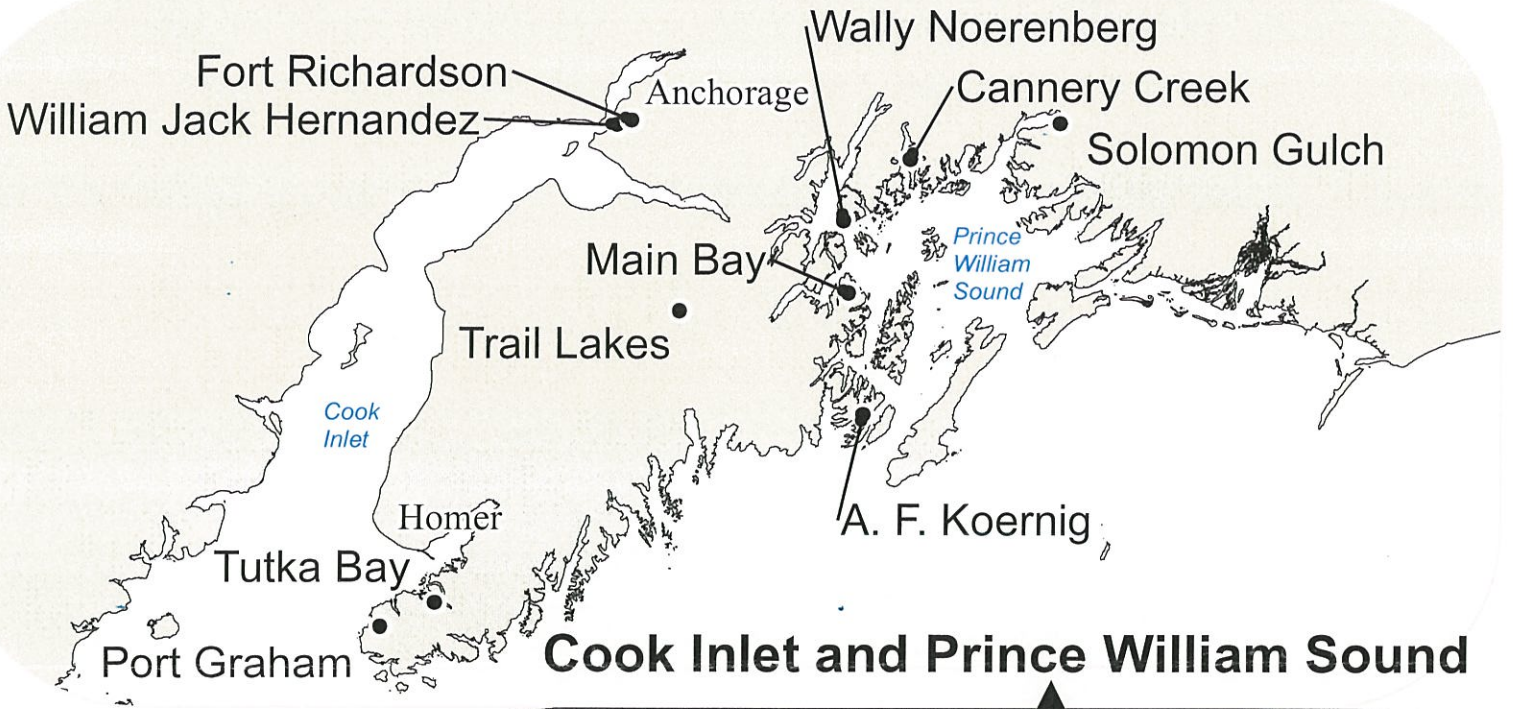 Wally Noerenberg
Fort Richardson
Cannery Creek
Anchorage
William Jack Hernandez
Solomon Gulch
Prince
William
Sound
Main Bay
Trail Lakes
Cook
Inlet
Homer
A. F. Koernig
Tutka Bay
Port Graham
Cook Inlet and Prince William Sound